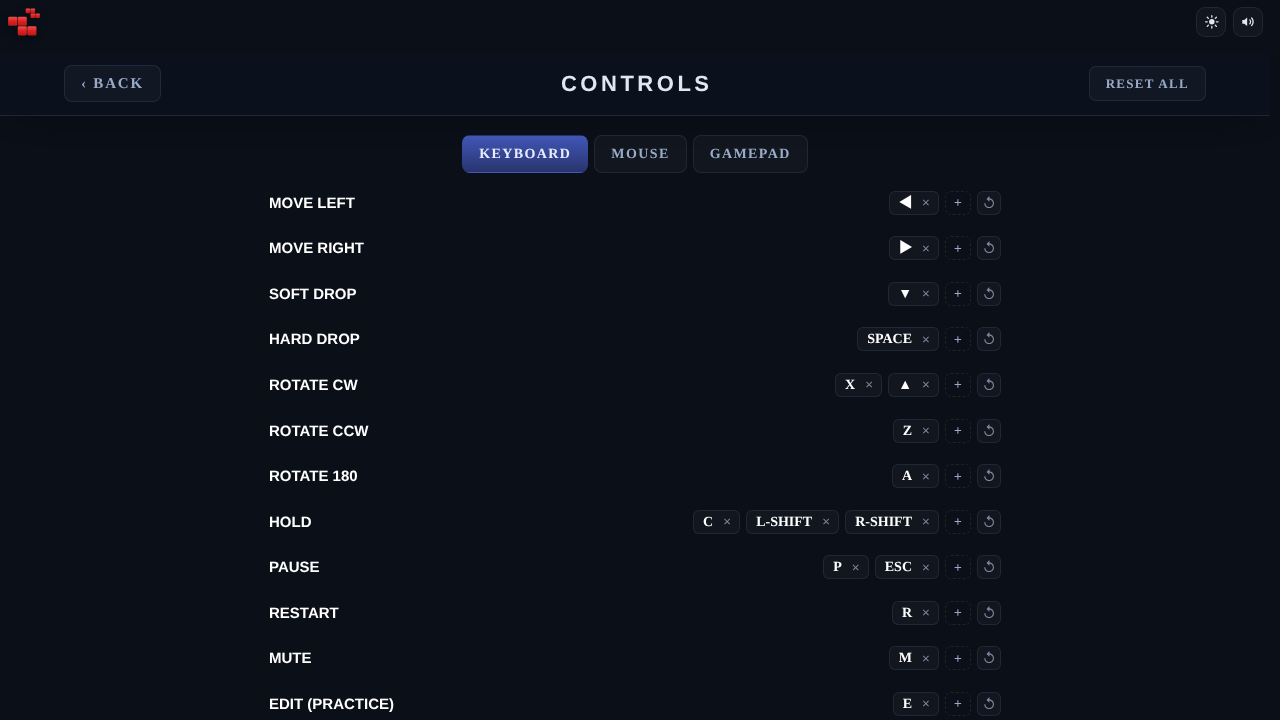 ‹ BACK
CONTROLS
RESET ALL
KEYBOARD MOUSE GAMEPAD
MOVE LEFT ◀ × +
MOVE RIGHT ▶ × +
SOFT DROP ▼ × +
HARD DROP SPACE × +
ROTATE CW X × ▲ × +
ROTATE CCW Z × +
ROTATE 180 A × +
HOLD C × L-SHIFT × R-SHIFT × +
PAUSE P × ESC × +
RESTART R × +
MUTE M × +
EDIT (PRACTICE) E × +